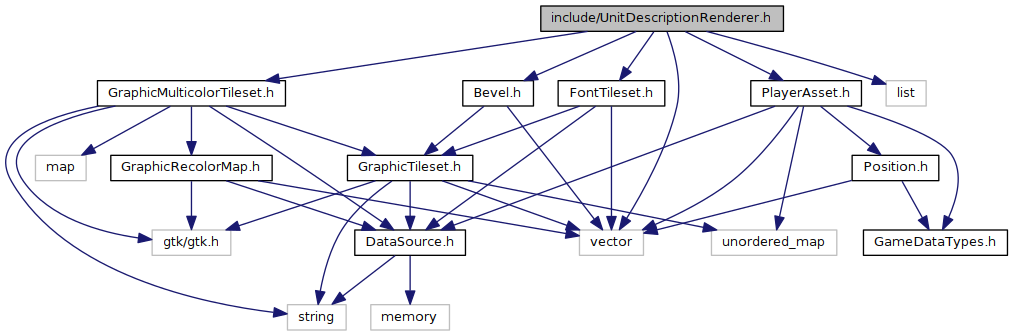 include/UnitDescriptionRenderer.h
GraphicMulticolorTileset.h
Bevel.h
FontTileset.h
PlayerAsset.h
list
map
GraphicRecolorMap.h
GraphicTileset.h
Position.h
gtk/gtk.h
DataSource.h
vector
unordered_map
GameDataTypes.h
string
memory